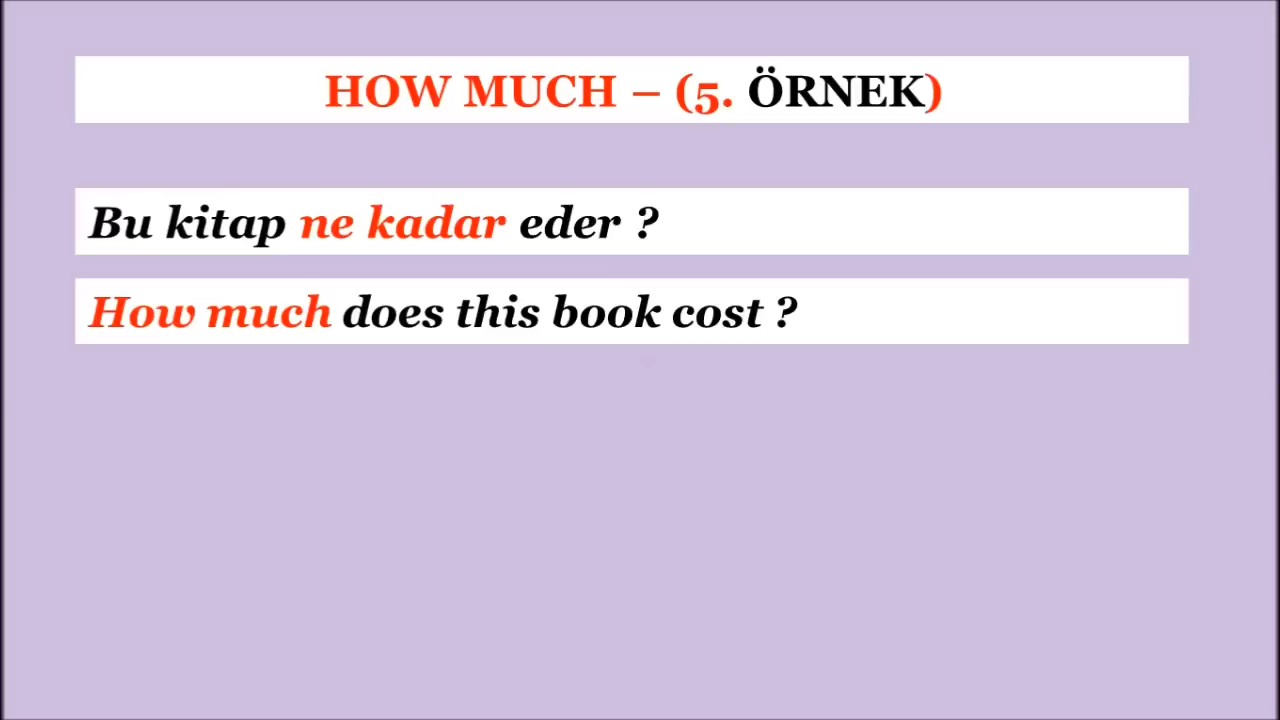 HOW MUCH – (5. ÖRNEK)
Bu kitap ne kadar eder ?
How much does this book cost ?